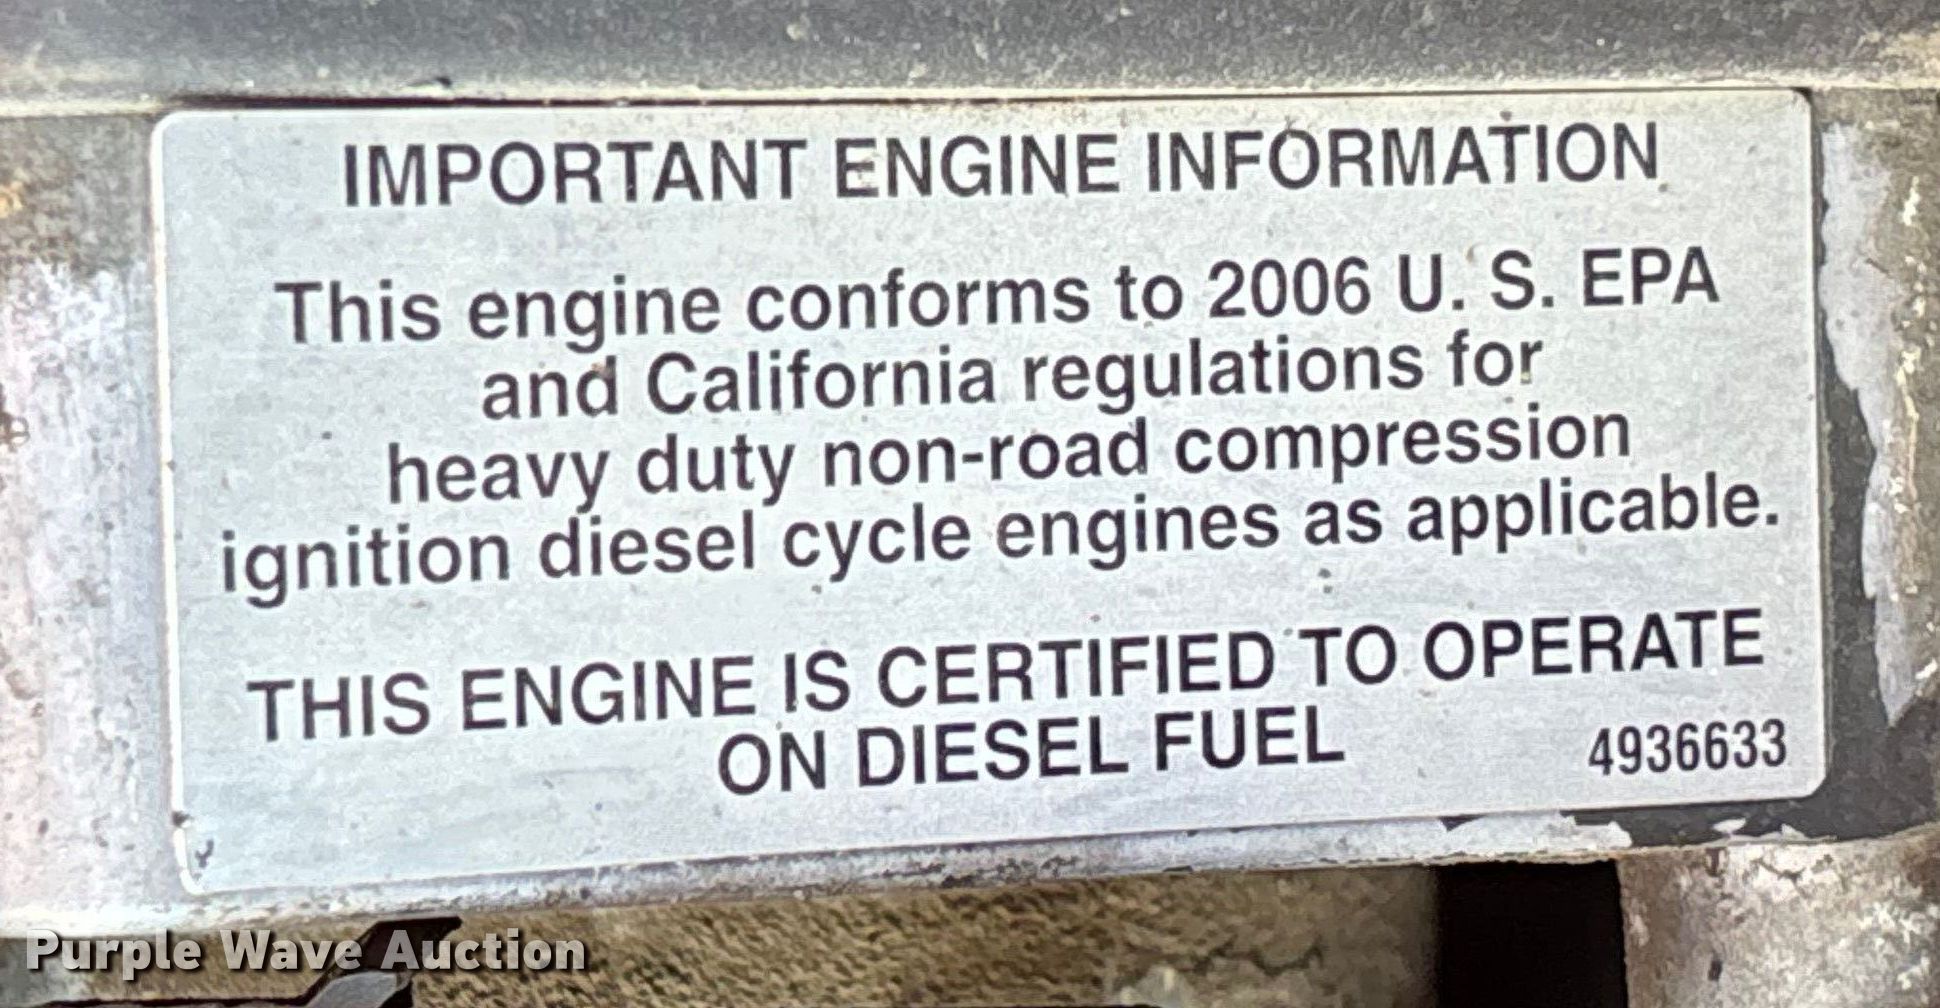 IMPORTANT ENGINE INFORMATION
This engine conforms to 2006 U. S. EPA
and California regulations for
heavy duty non-road compression
ignition diesel cycle engines as applicable.
THIS ENGINE IS CERTIFIED TO OPERATE
ON DIESEL FUEL
4936633
Purple Wave Auction